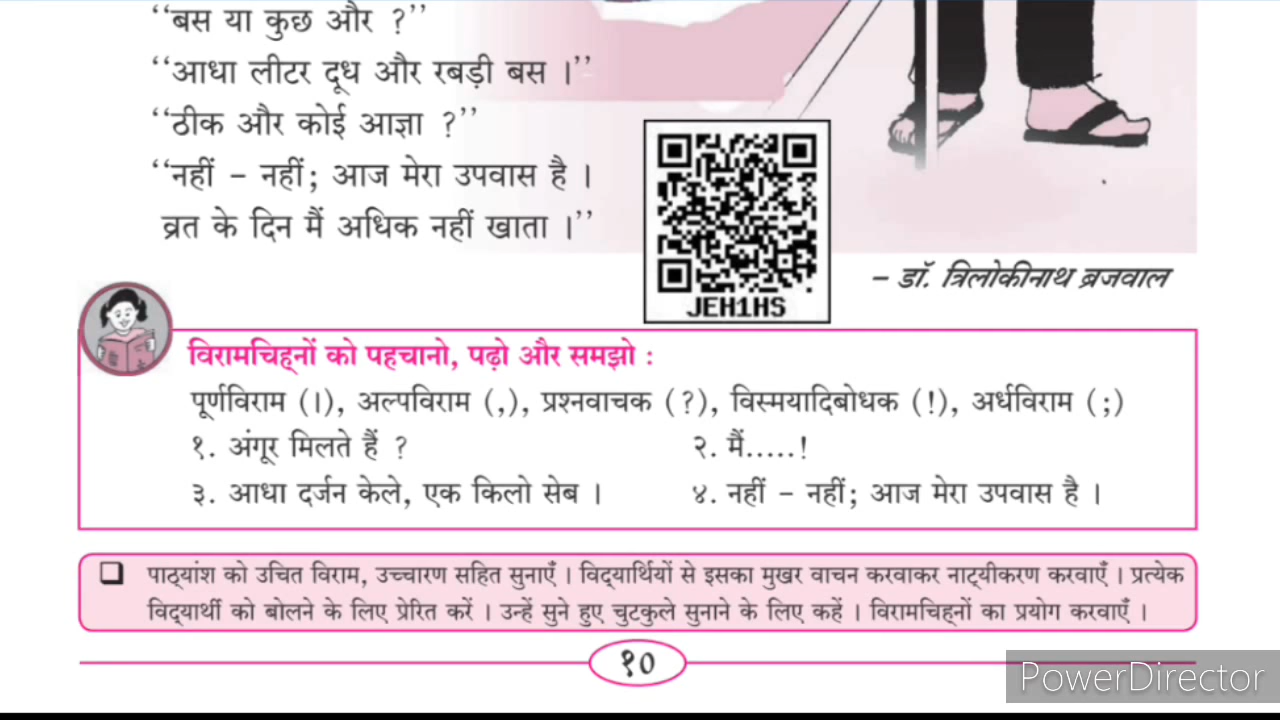 “बस या कुछ और ?”
“आधा लीटर दूध और रबड़ी बस ।”
“ठीक और कोई आज्ञा ?”
“नहीं – नहीं; आज मेरा उपवास है ।
व्रत के दिन मैं अधिक नहीं खाता ।”
JEH1HS
– डॉ. त्रिलोकीनाथ ब्रजवाल
विरामचिह्नों को पहचानो, पढ़ो और समझो :
पूर्णविराम (।), अल्पविराम (,), प्रश्नवाचक (?), विस्मयादिबोधक (!), अर्धविराम (;)
१. अंगूर मिलते हैं ?
२. मैं.....!
३. आधा दर्जन केले, एक किलो सेब ।
४. नहीं – नहीं; आज मेरा उपवास है ।
❑ पाठ्यांश को उचित विराम, उच्चारण सहित सुनाएँ । विद्यार्थियों से इसका मुखर वाचन करवाकर नाट्यीकरण करवाएँ । प्रत्येक
विद्यार्थी को बोलने के लिए प्रेरित करें । उन्हें सुने हुए चुटकुले सुनाने के लिए कहें । विरामचिह्नों का प्रयोग करवाएँ ।
१०
PowerDirector